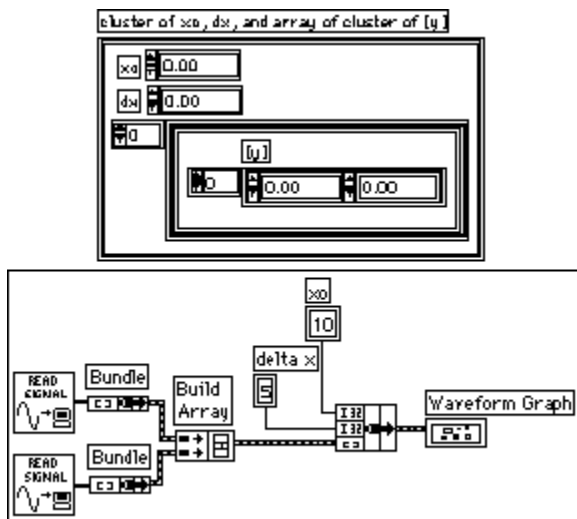 cluster of xo, dx, and array of cluster of [y]
xo 0.00
dx 0.00
0
[y]
0 0.00 0.00
xo
10
delta x
5
READ SIGNAL
Bundle
Build Array
I32
I32
Waveform Graph
READ SIGNAL
Bundle